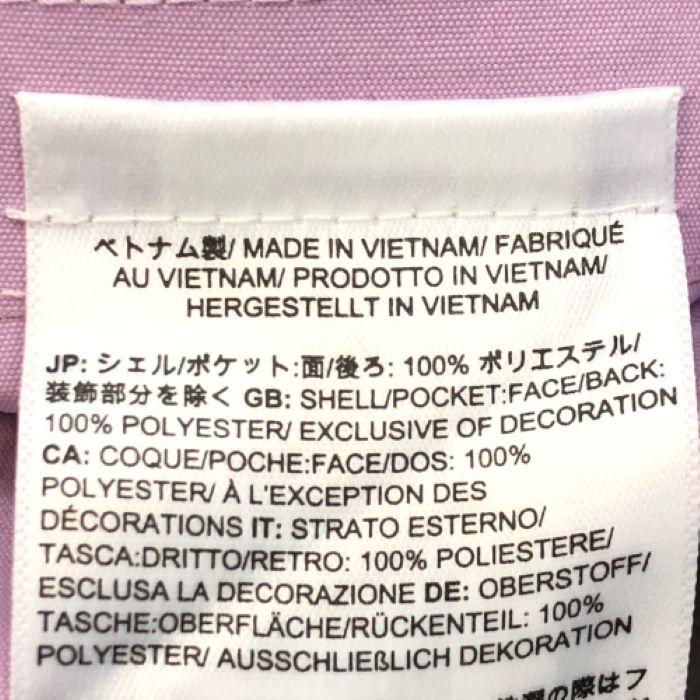 ベトナム製/ MADE IN VIETNAM/ FABRIQUÉ
AU VIETNAM/ PRODOTTO IN VIETNAM/
HERGESTELLT IN VIETNAM
JP: シェル/ポケット:面/後ろ: 100% ポリエステル/
装飾部分を除く GB: SHELL/POCKET:FACE/BACK:
100% POLYESTER/ EXCLUSIVE OF DECORATION
CA: COQUE/POCHE:FACE/DOS: 100%
POLYESTER/ À L'EXCEPTION DES
DÉCORATIONS IT: STRATO ESTERNO/
TASCA:DRITTO/RETRO: 100% POLIESTERE/
ESCLUSA LA DECORAZIONE DE: OBERSTOFF/
TASCHE:OBERFLÄCHE/RÜCKENTEIL: 100%
POLYESTER/ AUSSCHLIEßLICH DEKORATION
の際はフ